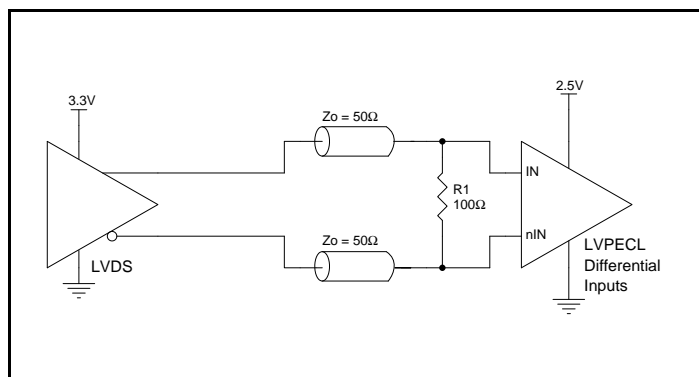 3.3V
2.5V
Zo = 50Ω
IN
R1
100Ω
nIN
Zo = 50Ω
LVDS
LVPECL
Differential
Inputs